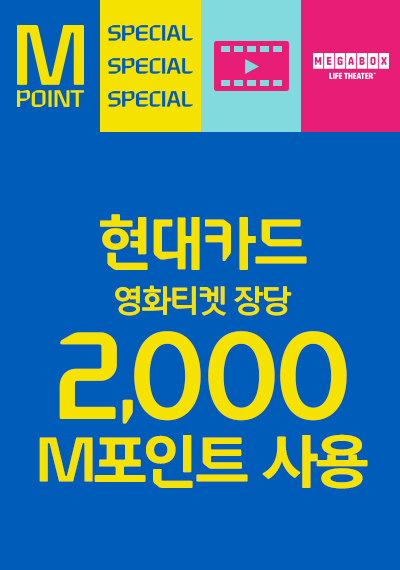 M
POINT
SPECIAL
SPECIAL
SPECIAL
MEGABOX
LIFE THEATER
현대카드
영화티켓 장당
2,000
M포인트 사용